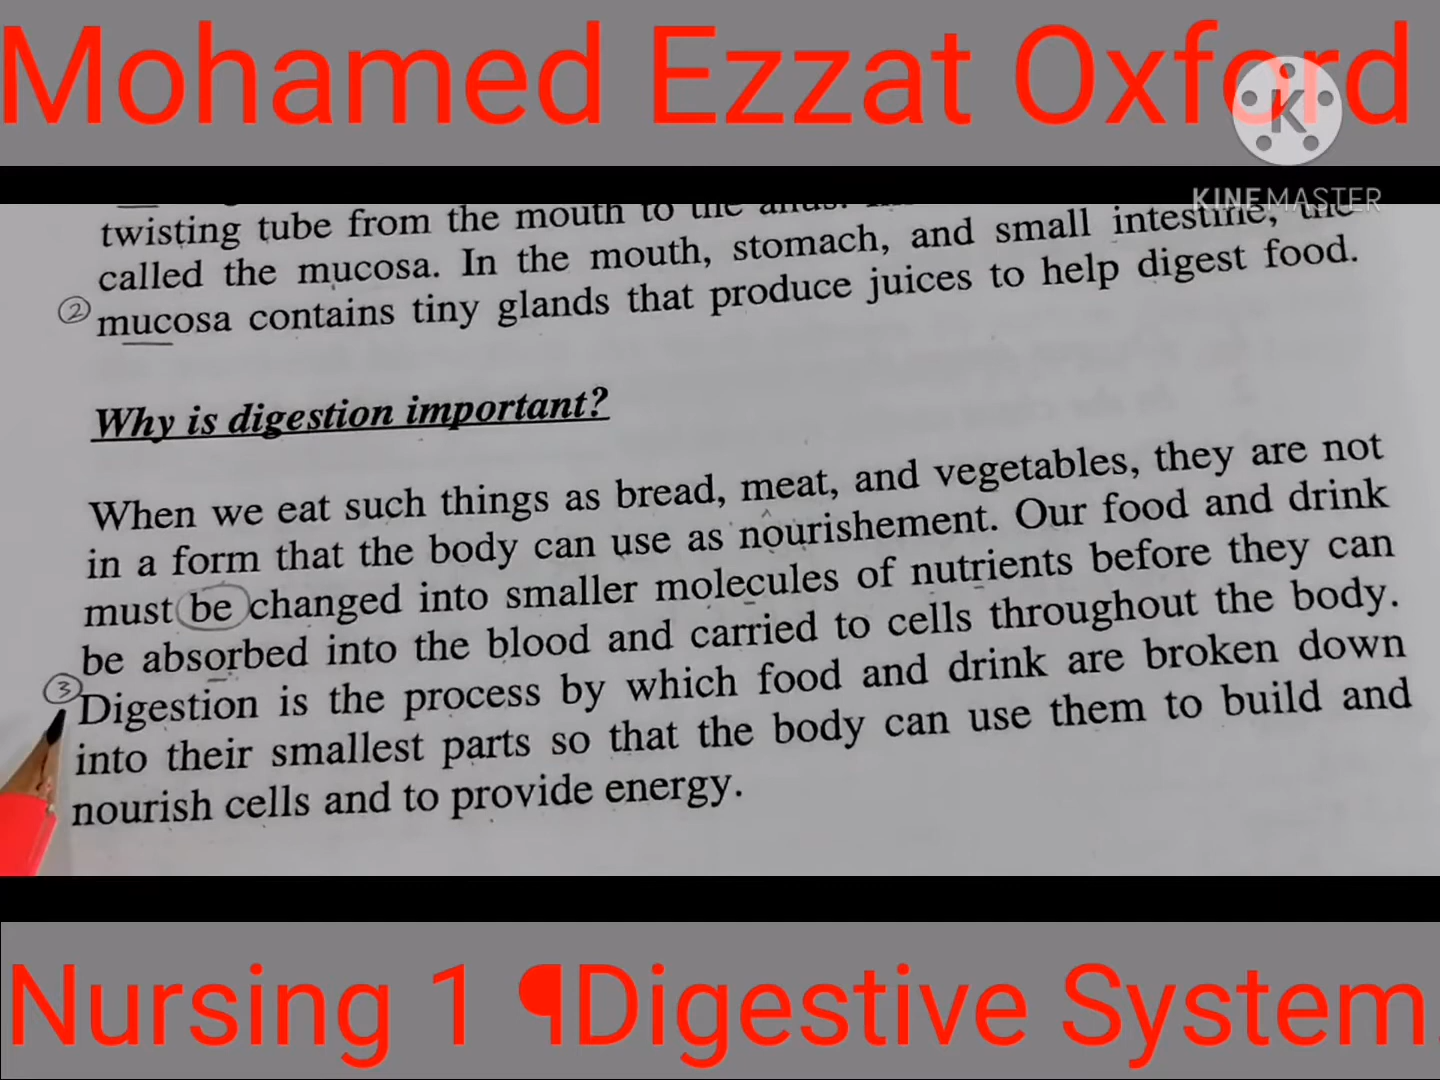 Mohamed Ezzat Oxford
K
KINEMASTER
twisting tube from the mouth to the anus.
called the mucosa. In the mouth, stomach, and small intestine, the
② mucosa contains tiny glands that produce juices to help digest food.
Why is digestion important?
When we eat such things as bread, meat, and vegetables, they are not
in a form that the body can use as nourishement. Our food and drink
must be changed into smaller molecules of nutrients before they can
be absorbed into the blood and carried to cells throughout the body.
③ Digestion is the process by which food and drink are broken down
into their smallest parts so that the body can use them to build and
nourish cells and to provide energy.
Nursing 1 ¶Digestive System.